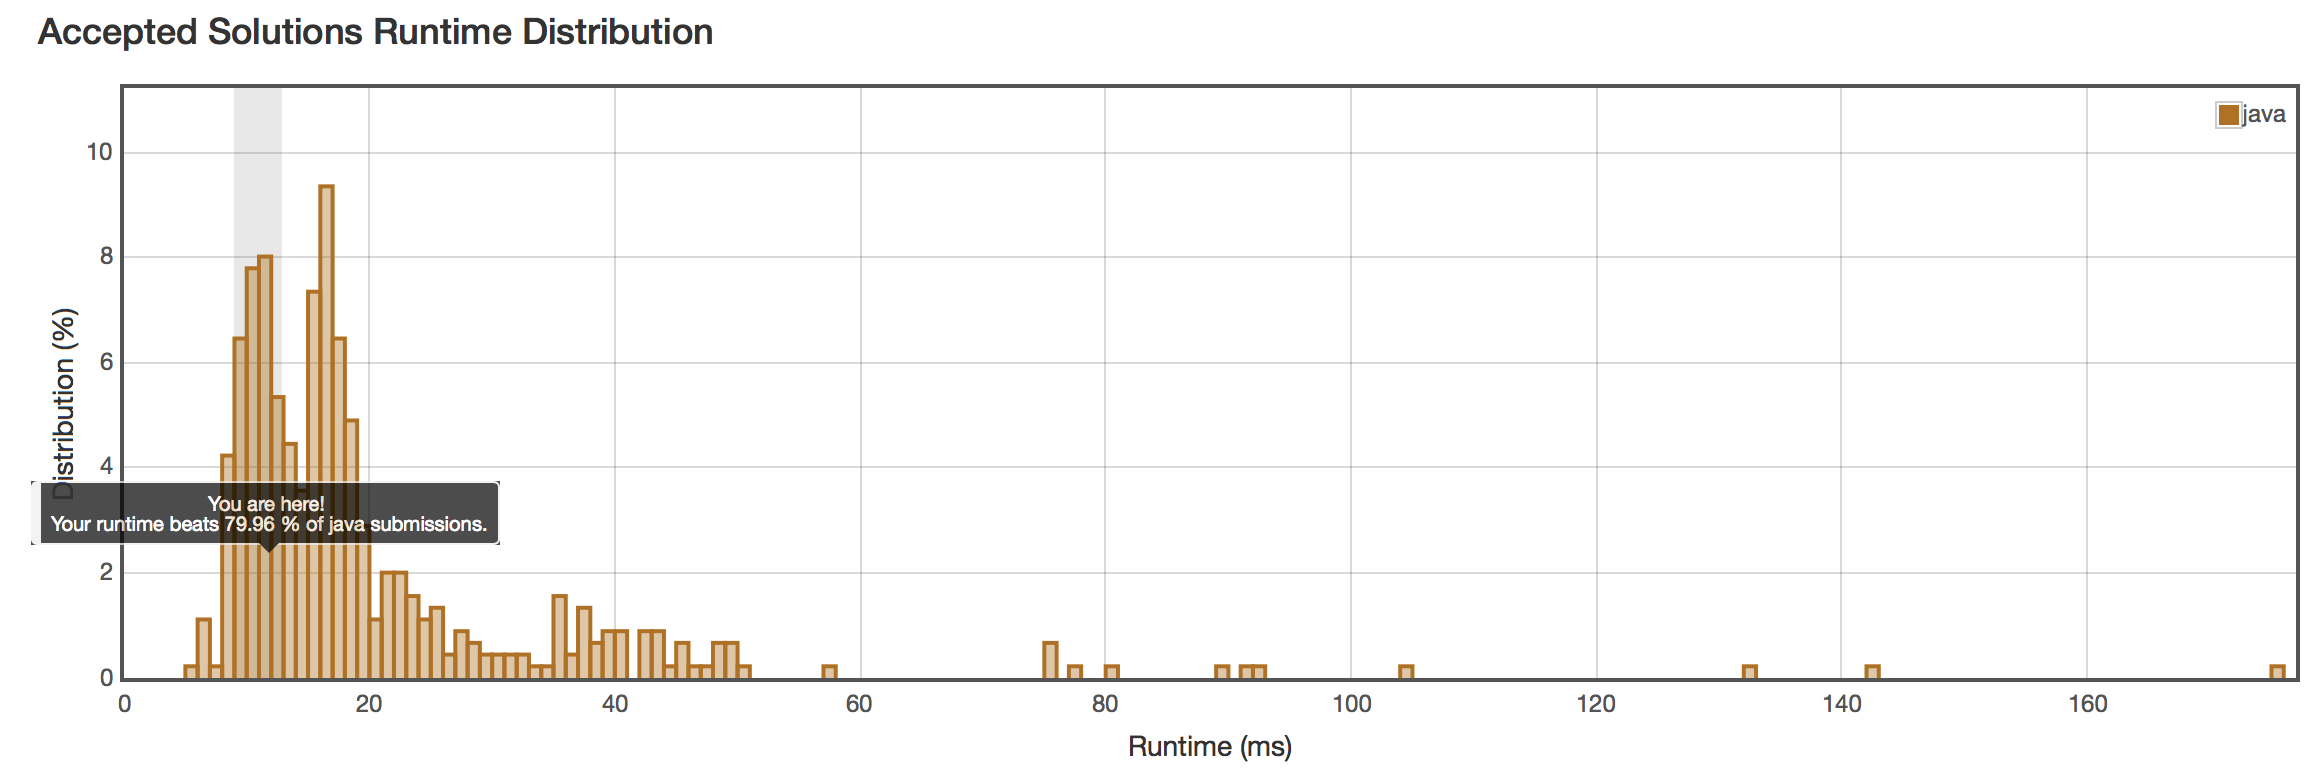 Accepted Solutions Runtime Distribution
java
10
8
6
4
2
0
Distribution (%)
You are here!
Your runtime beats 79.96 % of java submissions.
0 20 40 60 80 100 120 140 160
Runtime (ms)